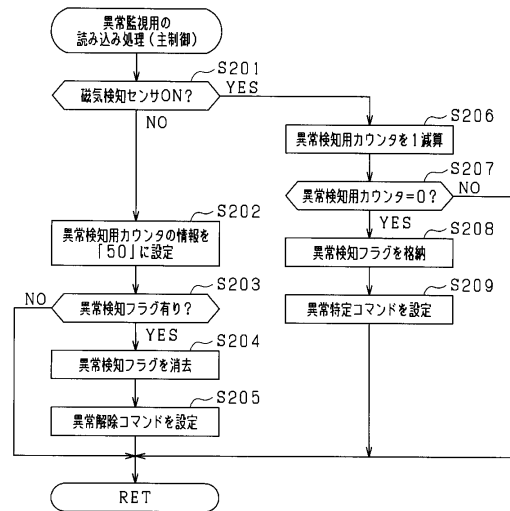 異常監視用の
読み込み処理(主制御)
S201
磁気検知センサON?
YES
NO
S202
異常検知用カウンタの情報を
「50」に設定
S203
異常検知フラグ有り?
NO
YES
S204
異常検知フラグを消去
S205
異常解除コマンドを設定
S206
異常検知用カウンタを1減算
S207
異常検知用カウンタ=0?
NO
YES
S208
異常検知フラグを格納
S209
異常特定コマンドを設定
RET